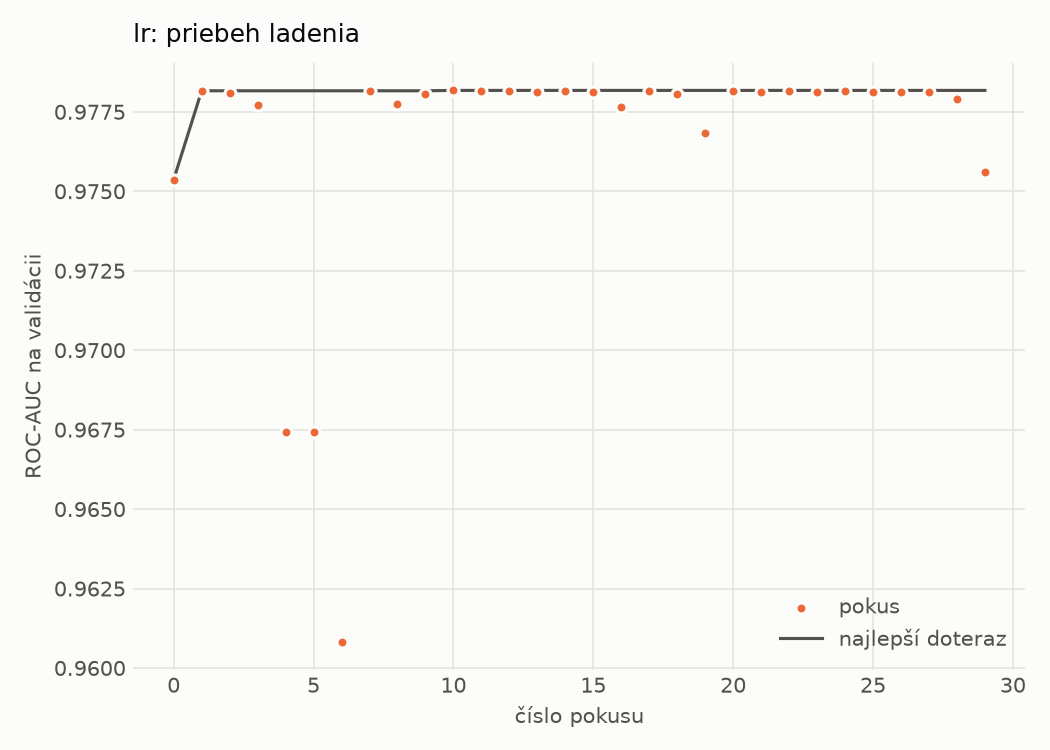 lr: priebeh ladenia
ROC-AUC na validácii
0.9775
0.9750
0.9725
0.9700
0.9675
0.9650
0.9625
0.9600
pokus
najlepší doteraz
0 5 10 15 20 25 30
číslo pokusu